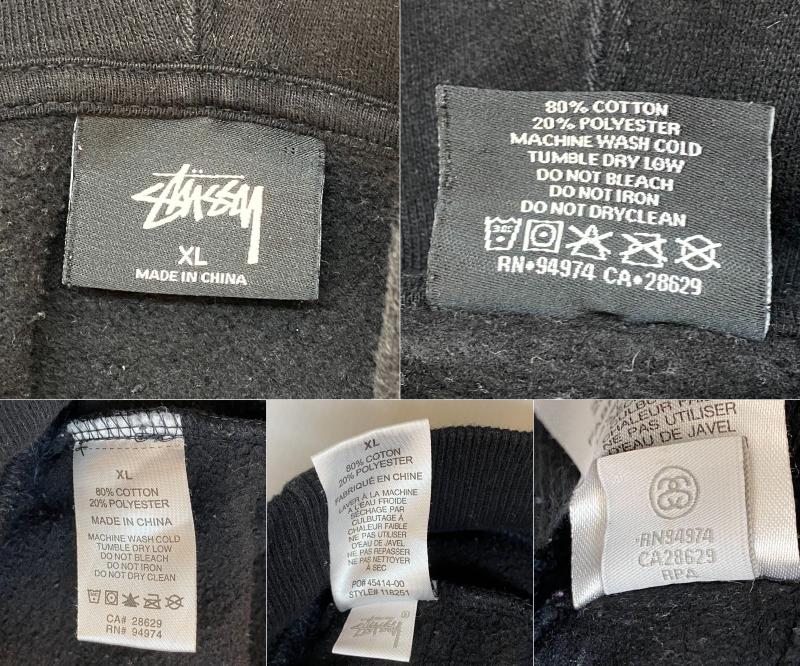 Stüssy
XL
MADE IN CHINA
80% COTTON
20% POLYESTER
MACHINE WASH COLD
TUMBLE DRY LOW
DO NOT BLEACH
DO NOT IRON
DO NOT DRYCLEAN
RN•94974 CA•28629
XL
80% COTTON
20% POLYESTER
MADE IN CHINA
MACHINE WASH COLD
TUMBLE DRY LOW
DO NOT BLEACH
DO NOT IRON
DO NOT DRY CLEAN
CA# 28629
RN# 94974
XL
80% COTON
20% POLYESTER
FABRIQUÉ EN CHINE
LAVER À LA MACHINE
À L'EAU FROIDE
SÉCHAGE PAR
CULBUTAGE À
CHALEUR FAIBLE
NE PAS UTILISER
D'EAU DE JAVEL
NE PAS REPASSER
NE PAS NETTOYER
À SEC
PO# 45414-00
STYLE# 118251
Stüssy
CULBUTAGE À
CHALEUR FAIBLE
NE PAS UTILISER
D'EAU DE JAVEL
RN94974
CA28629
RPA